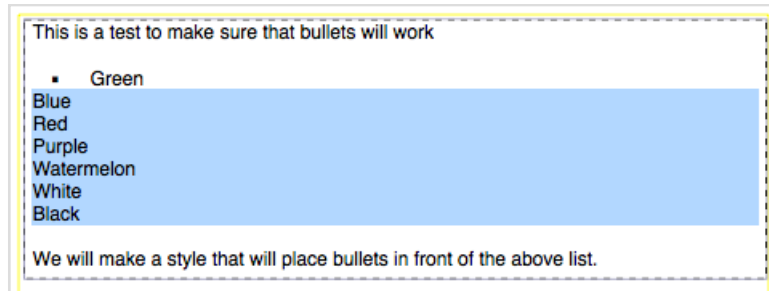 This is a test to make sure that bullets will work
▪ Green
Blue
Red
Purple
Watermelon
White
Black
We will make a style that will place bullets in front of the above list.